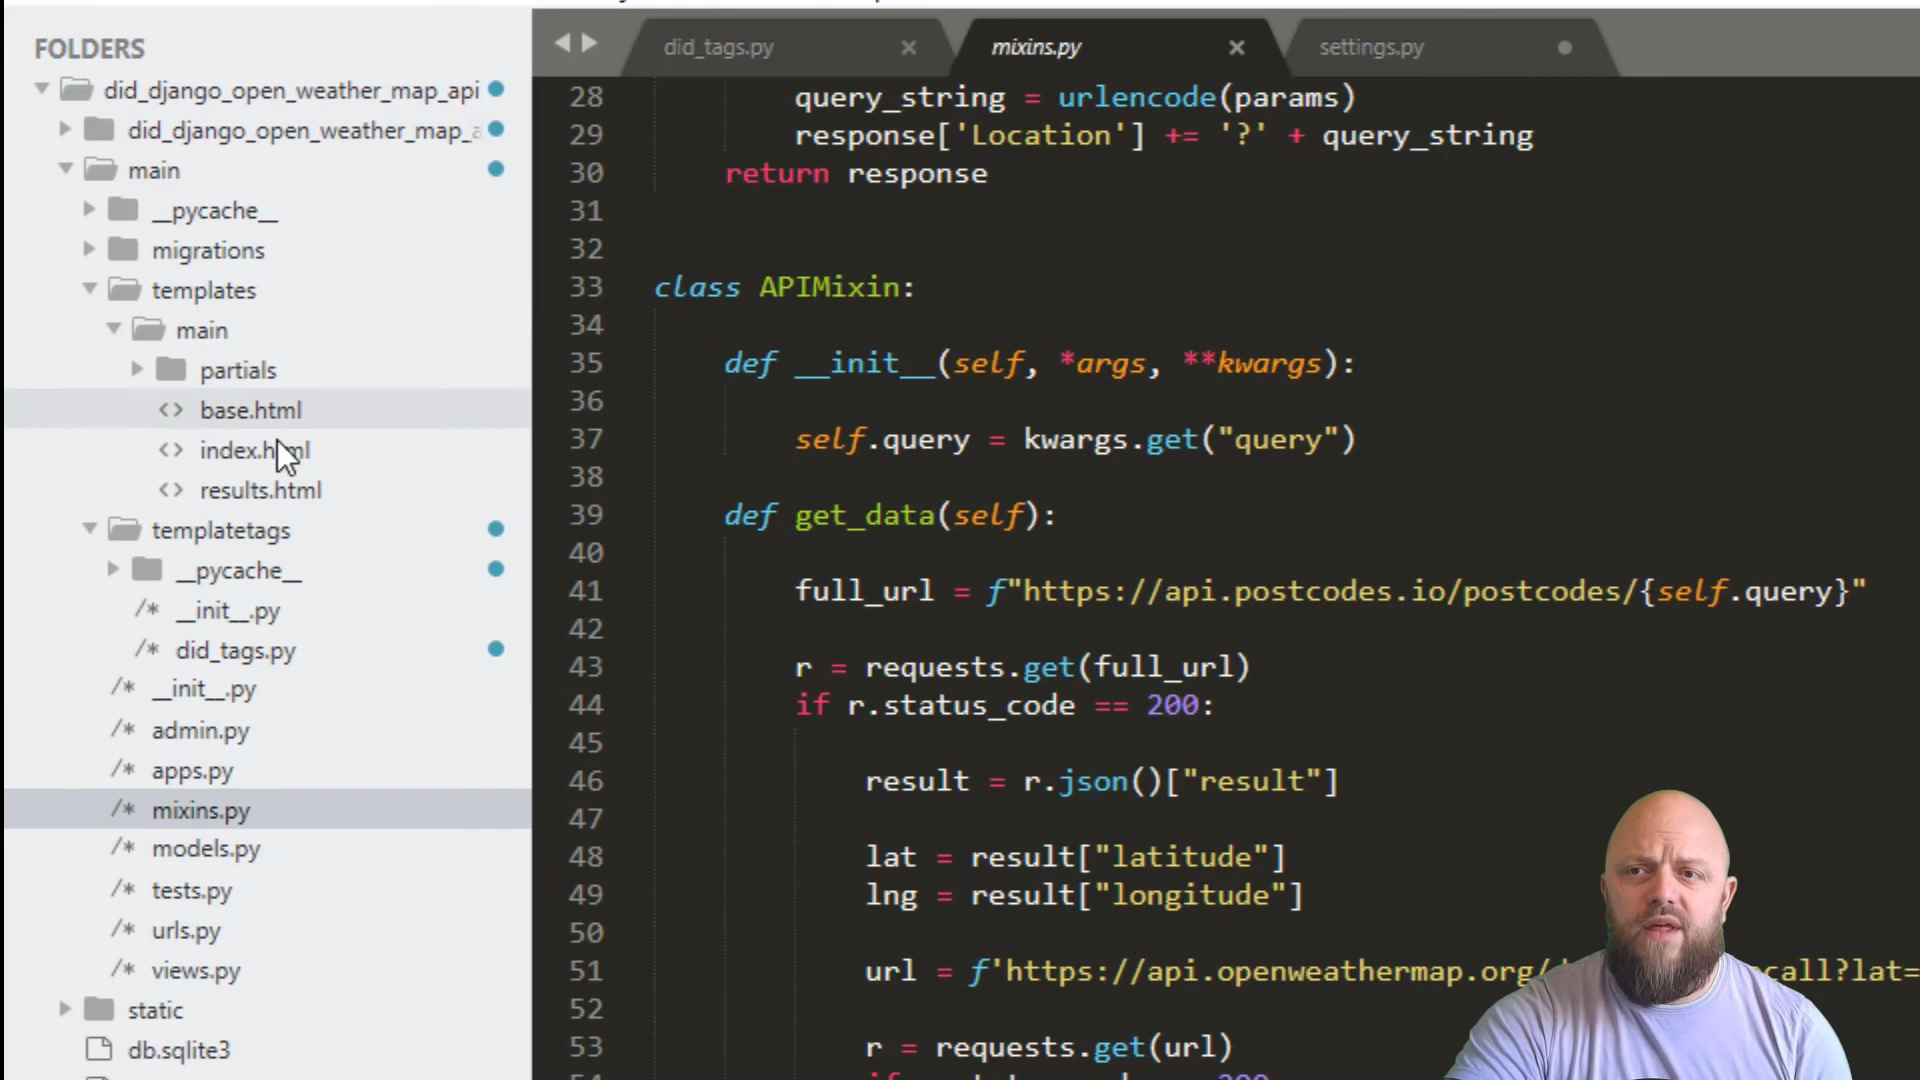 FOLDERS
did_django_open_weather_map_api
did_django_open_weather_map_a
main
__pycache__
migrations
templates
main
partials
<> base.html
<> index.html
<> results.html
templatetags
__pycache__
/* __init__.py
/* did_tags.py
/* __init__.py
/* admin.py
/* apps.py
/* mixins.py
/* models.py
/* tests.py
/* urls.py
/* views.py
static
db.sqlite3
did_tags.py × mixins.py × settings.py
28 query_string = urlencode(params)
29 response['Location'] += '?' + query_string
30 return response
31
32
33 class APIMixin:
34
35 def __init__(self, *args, **kwargs):
36
37 self.query = kwargs.get("query")
38
39 def get_data(self):
40
41 full_url = f"https://api.postcodes.io/postcodes/{self.query}"
42
43 r = requests.get(full_url)
44 if r.status_code == 200:
45
46 result = r.json()["result"]
47
48 lat = result["latitude"]
49 lng = result["longitude"]
50
51 url = f'https://api.openweathermap.org/ call?lat=
52
53 r = requests.get(url)